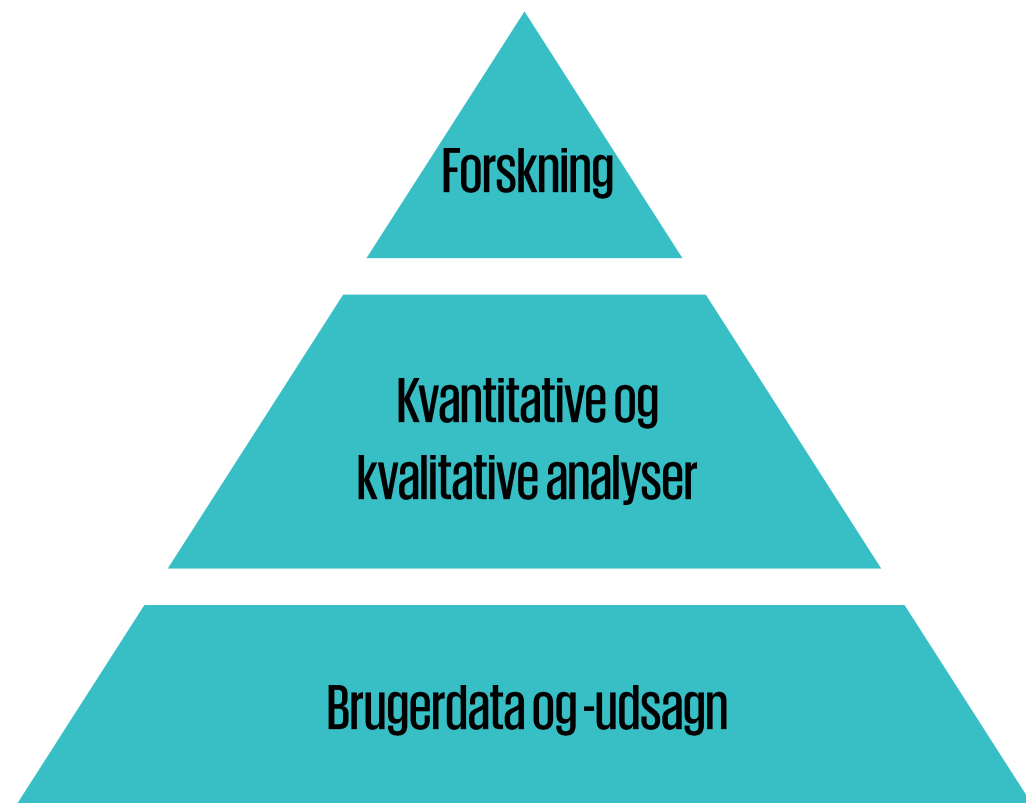 Forskning
Kvantitative og
kvalitative analyser
Brugerdata og -udsagn